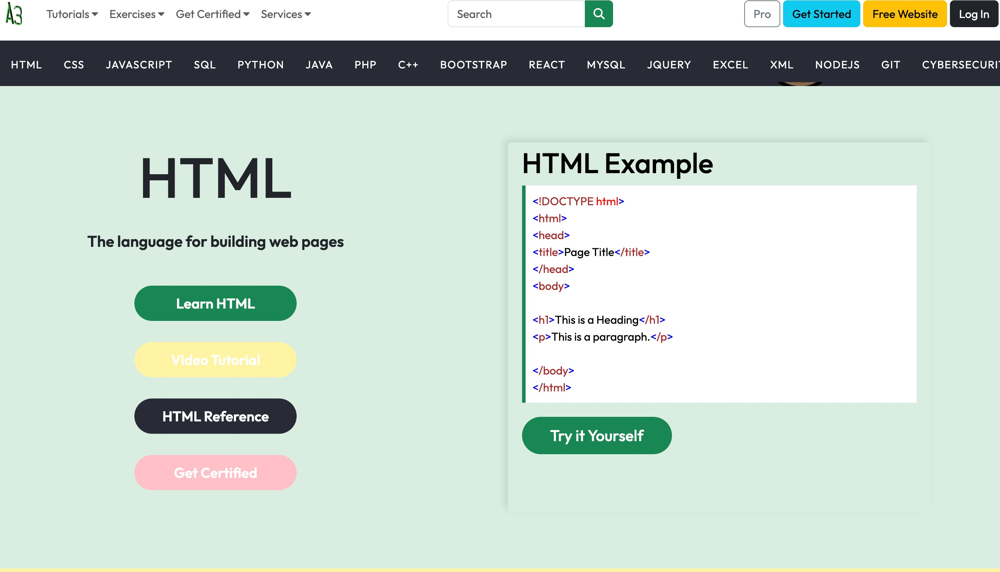 A3 Tutorials Exercises Get Certified Services Search Pro Get Started Free Website Log In
HTML CSS JAVASCRIPT SQL PYTHON JAVA PHP C++ BOOTSTRAP REACT MYSQL JQUERY EXCEL XML NODEJS GIT CYBERSECURIT
HTML
The language for building web pages
Learn HTML
Video Tutorial
HTML Reference
Get Certified
HTML Example
<!DOCTYPE html>
<html>
<head>
<title>Page Title</title>
</head>
<body>
<h1>This is a Heading</h1>
<p>This is a paragraph.</p>
</body>
</html>
Try it Yourself